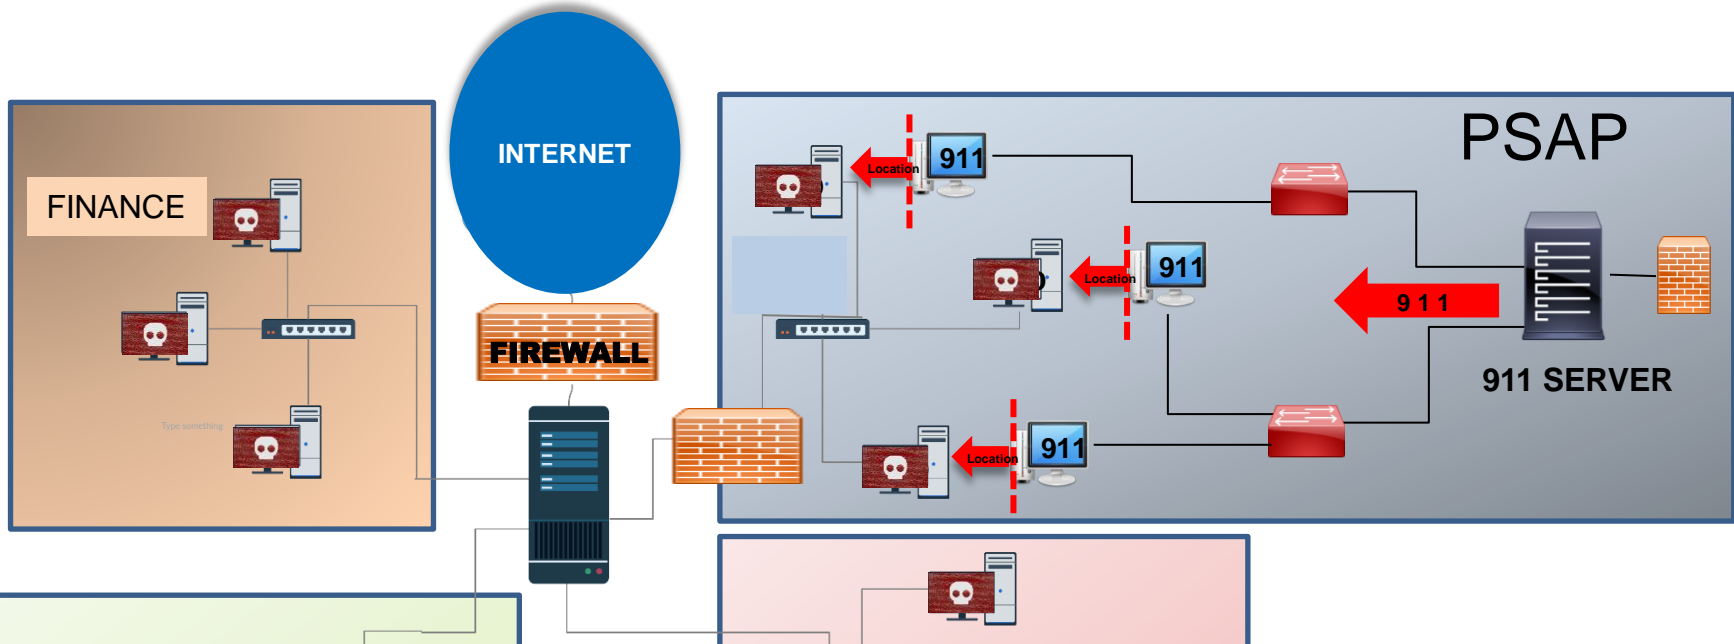 INTERNET
PSAP
911
Location
FINANCE
911
Location
9 1 1
FIREWALL
911 SERVER
Type something
911
Location